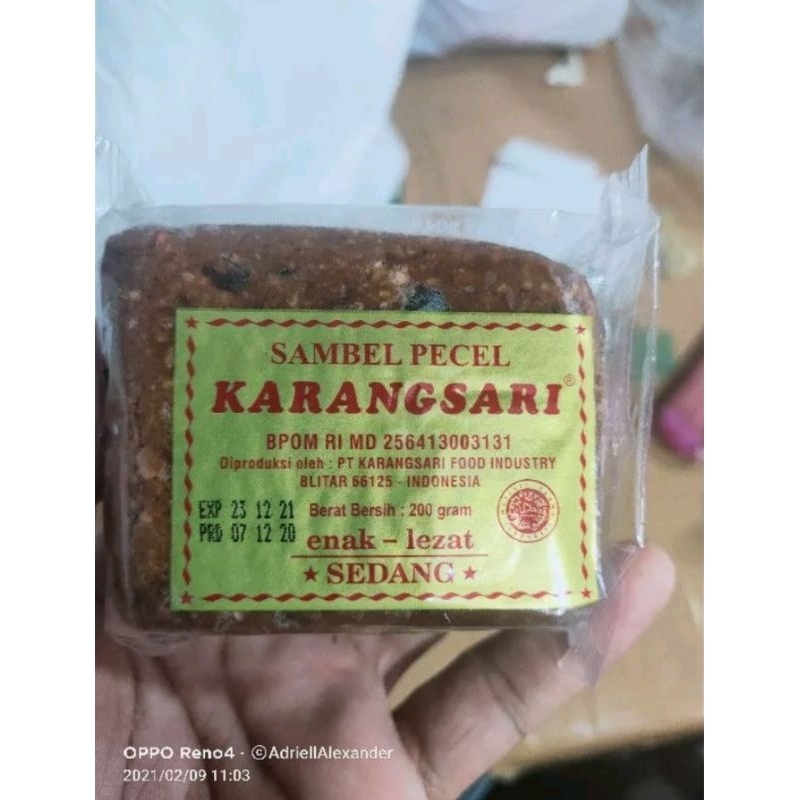 SAMBEL PECEL
KARANGSARI®
BPOM RI MD 256413003131
Diproduksi oleh : PT KARANGSARI FOOD INDUSTRY
BLITAR 66125 - INDONESIA
EXP 23 12 21
PRD 07 12 20
Berat Bersih : 200 gram
enak – lezat
★ SEDANG ★
OPPO Reno4 · ©AdriellAlexander
2021/02/09 11:03